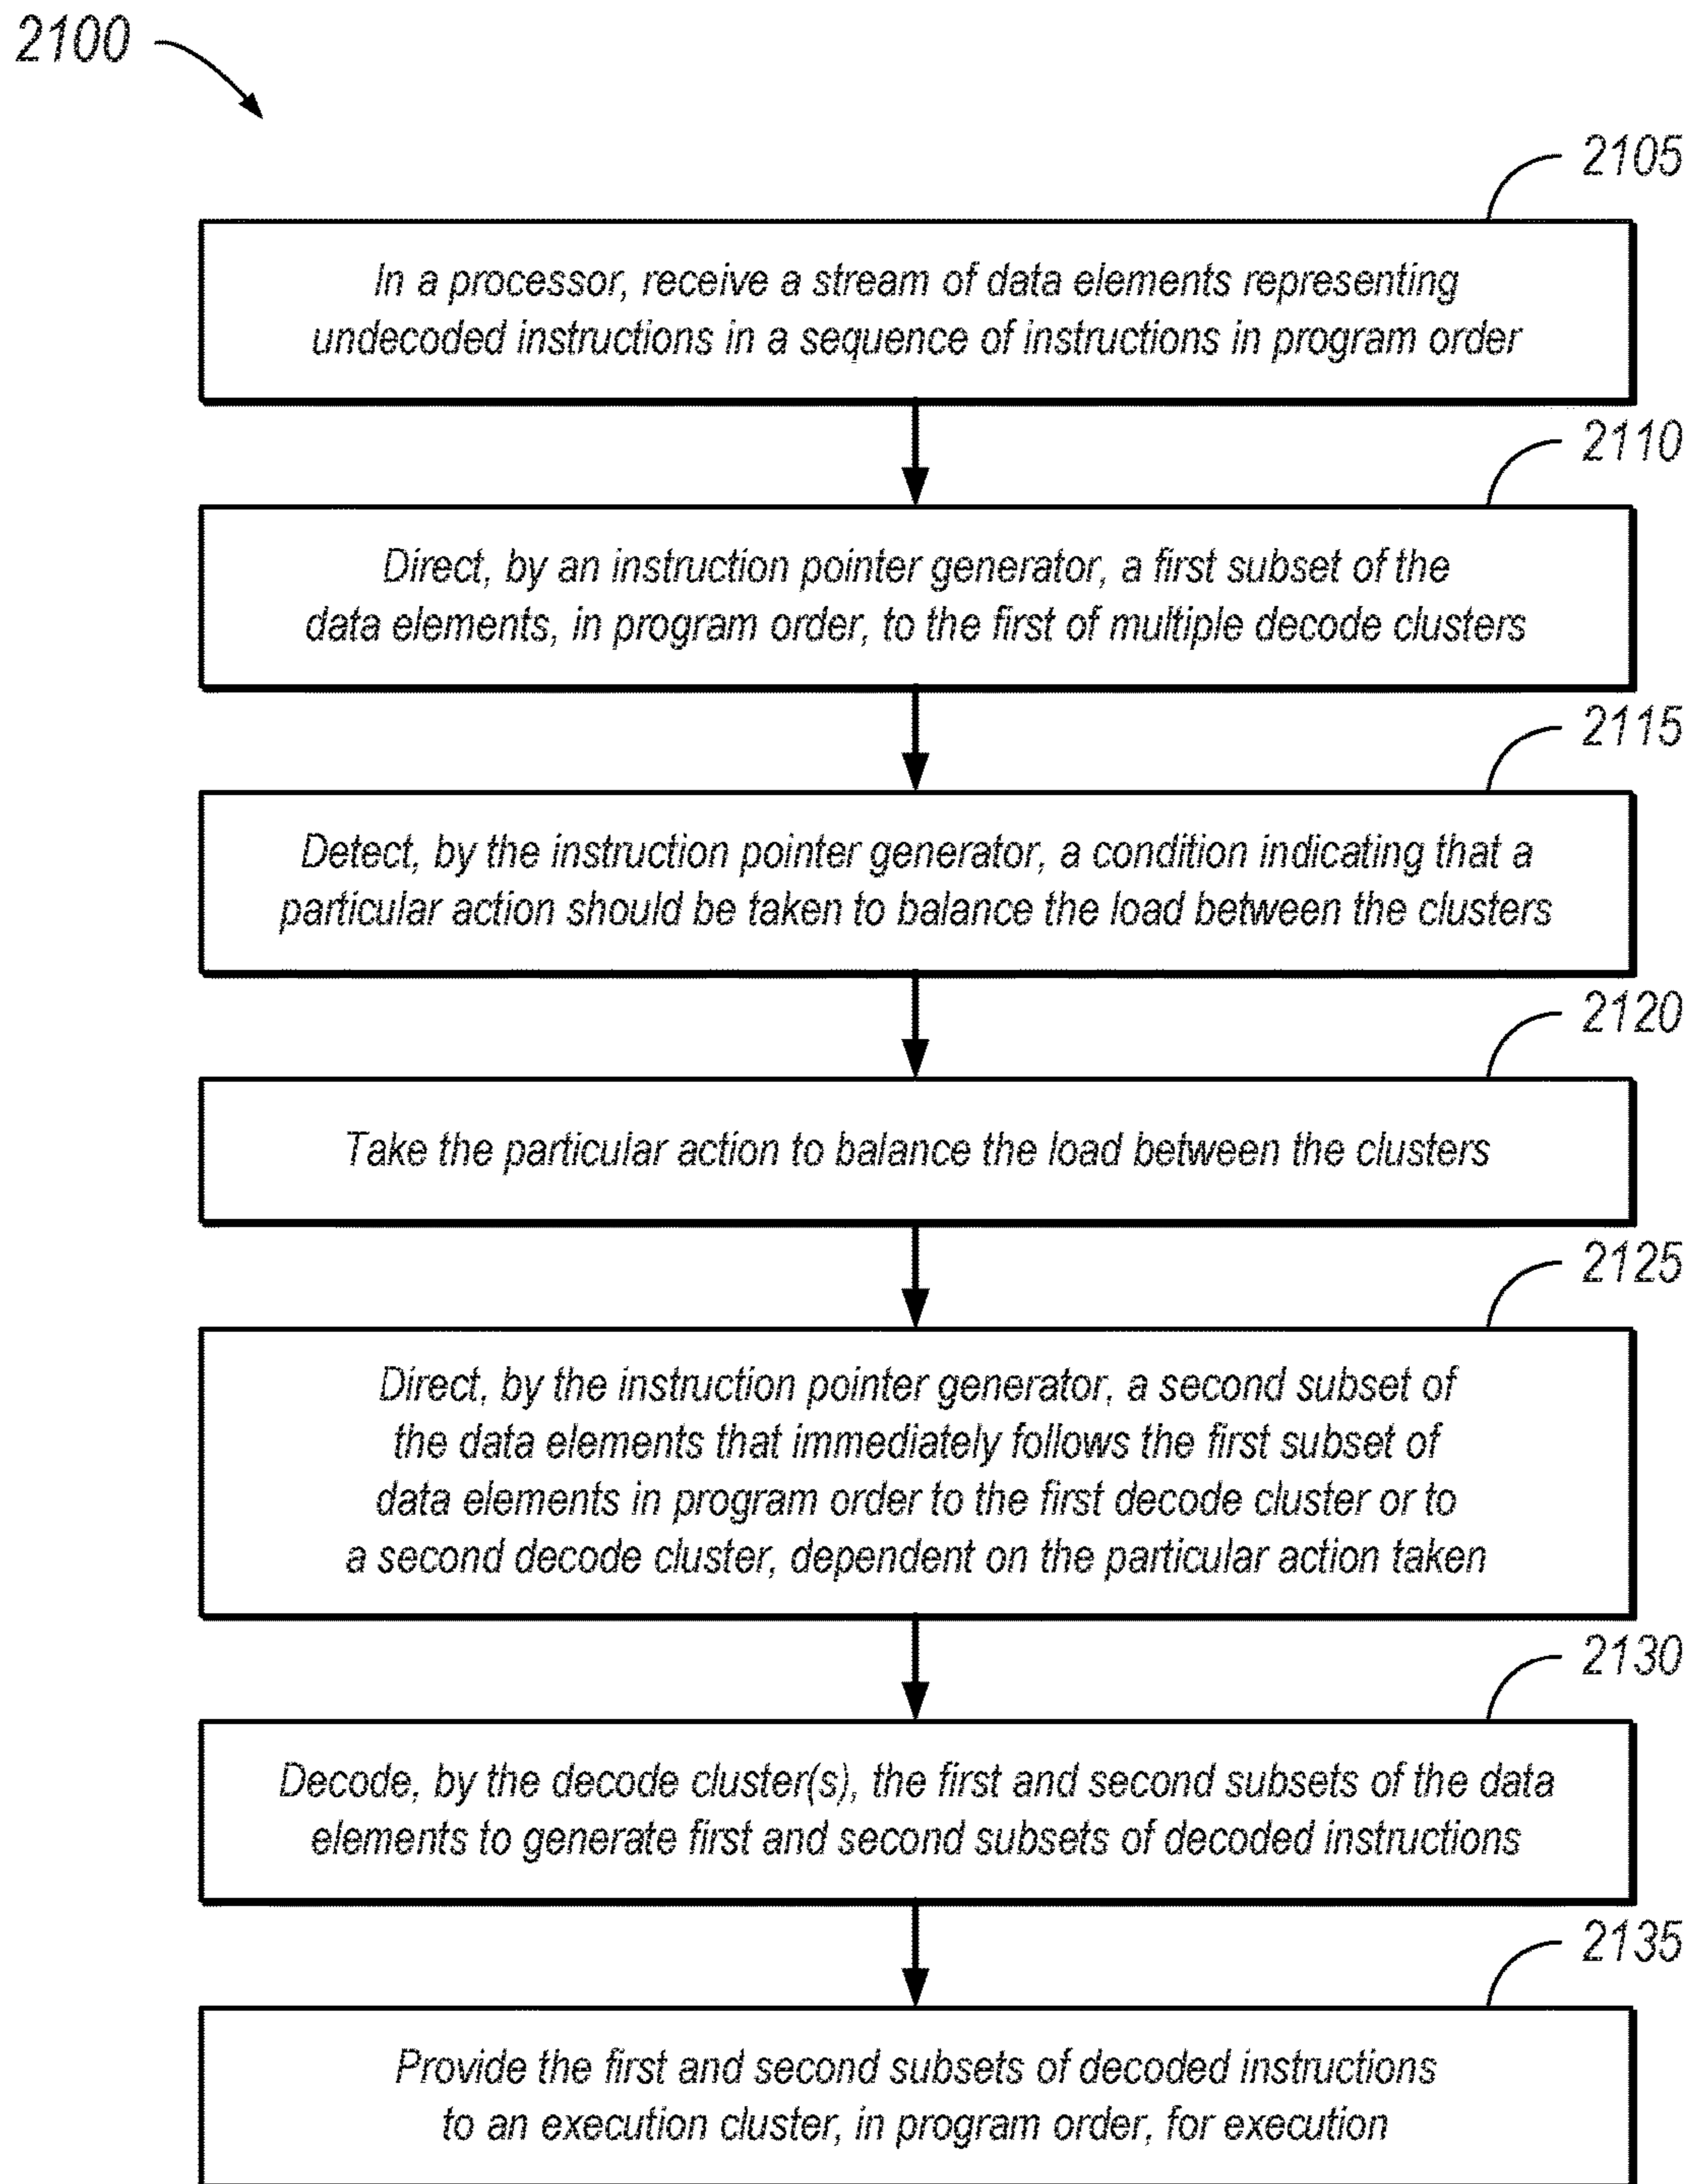 2100
2105
In a processor, receive a stream of data elements representing
undecoded instructions in a sequence of instructions in program order
2110
Direct, by an instruction pointer generator, a first subset of the
data elements, in program order, to the first of multiple decode clusters
2115
Detect, by the instruction pointer generator, a condition indicating that a
particular action should be taken to balance the load between the clusters
2120
Take the particular action to balance the load between the clusters
2125
Direct, by the instruction pointer generator, a second subset of
the data elements that immediately follows the first subset of
data elements in program order to the first decode cluster or to
a second decode cluster, dependent on the particular action taken
2130
Decode, by the decode cluster(s), the first and second subsets of the data
elements to generate first and second subsets of decoded instructions
2135
Provide the first and second subsets of decoded instructions
to an execution cluster, in program order, for execution